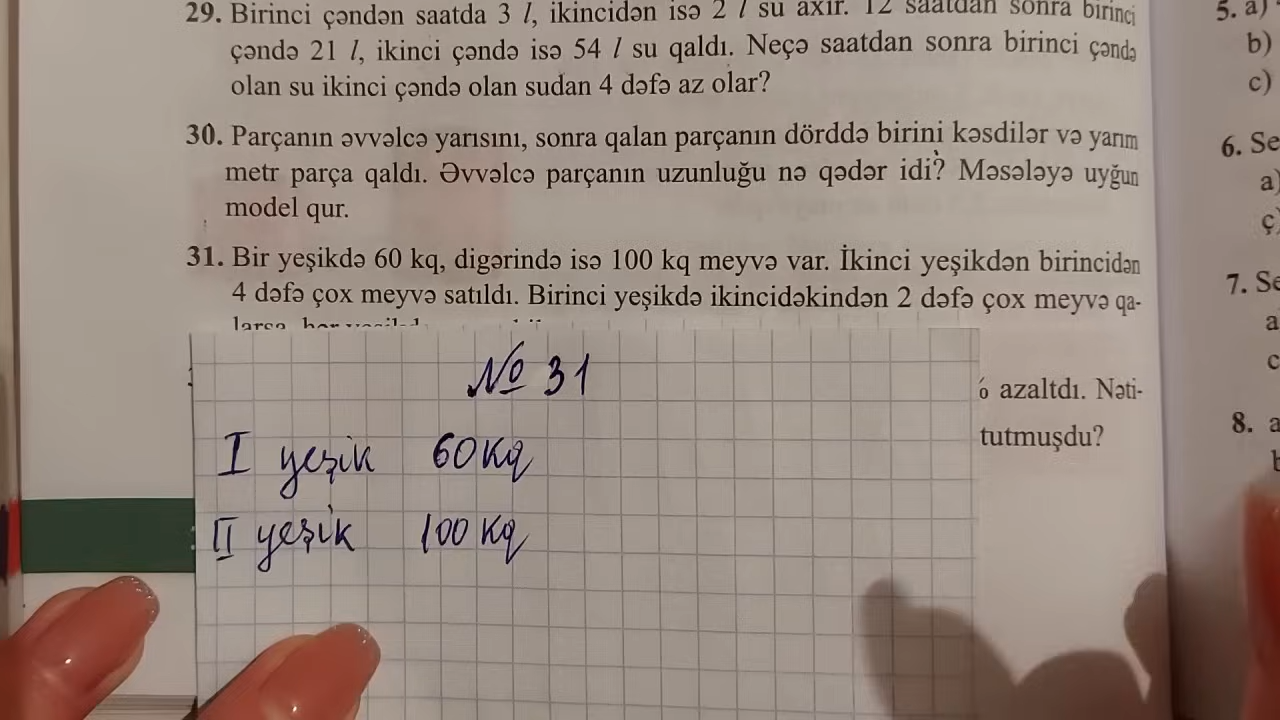 29. Birinci çəndən saatda 3 l, ikincidən isə 2 l su axır. 12 saatdan sonra birinci
çəndə 21 l, ikinci çəndə isə 54 l su qaldı. Neçə saatdan sonra birinci çəndə
olan su ikinci çəndə olan sudan 4 dəfə az olar?
30. Parçanın əvvəlcə yarısını, sonra qalan parçanın dörddə birini kəsdilər və yarım
metr parça qaldı. Əvvəlcə parçanın uzunluğu nə qədər idi? Məsələyə uyğun
model qur.
31. Bir yeşikdə 60 kq, digərində isə 100 kq meyvə var. İkinci yeşikdən birincidən
4 dəfə çox meyvə satıldı. Birinci yeşikdə ikincidəkindən 2 dəfə çox meyvə qa-
azaltdı. Nəti-
tutmuşdu?
№ 31
I yeşik 60 kq
II yeşik 100 kq
5. a)
b)
c)
6. Se
a)
ç)
7. Se
a
c
8. a
b